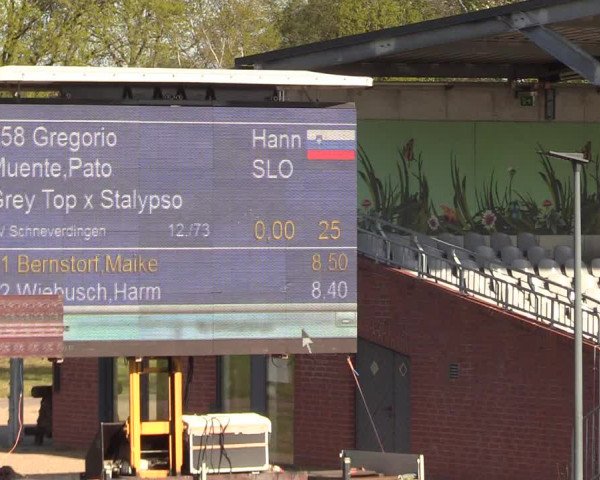 58 Gregorio Hann
Muente,Pato SLO
Grey Top x Stalypso
V Schneverdingen 12./73 0,00 25
1 Bernstorf,Maike 8.50
2 Wiebusch,Harm 8.40